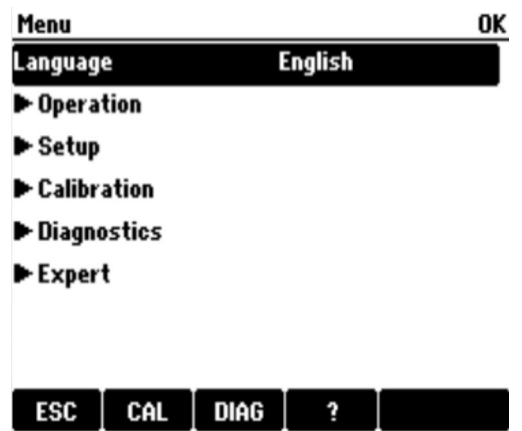 Menu OK
Language English
Operation
Setup
Calibration
Diagnostics
Expert
ESC CAL DIAG ?